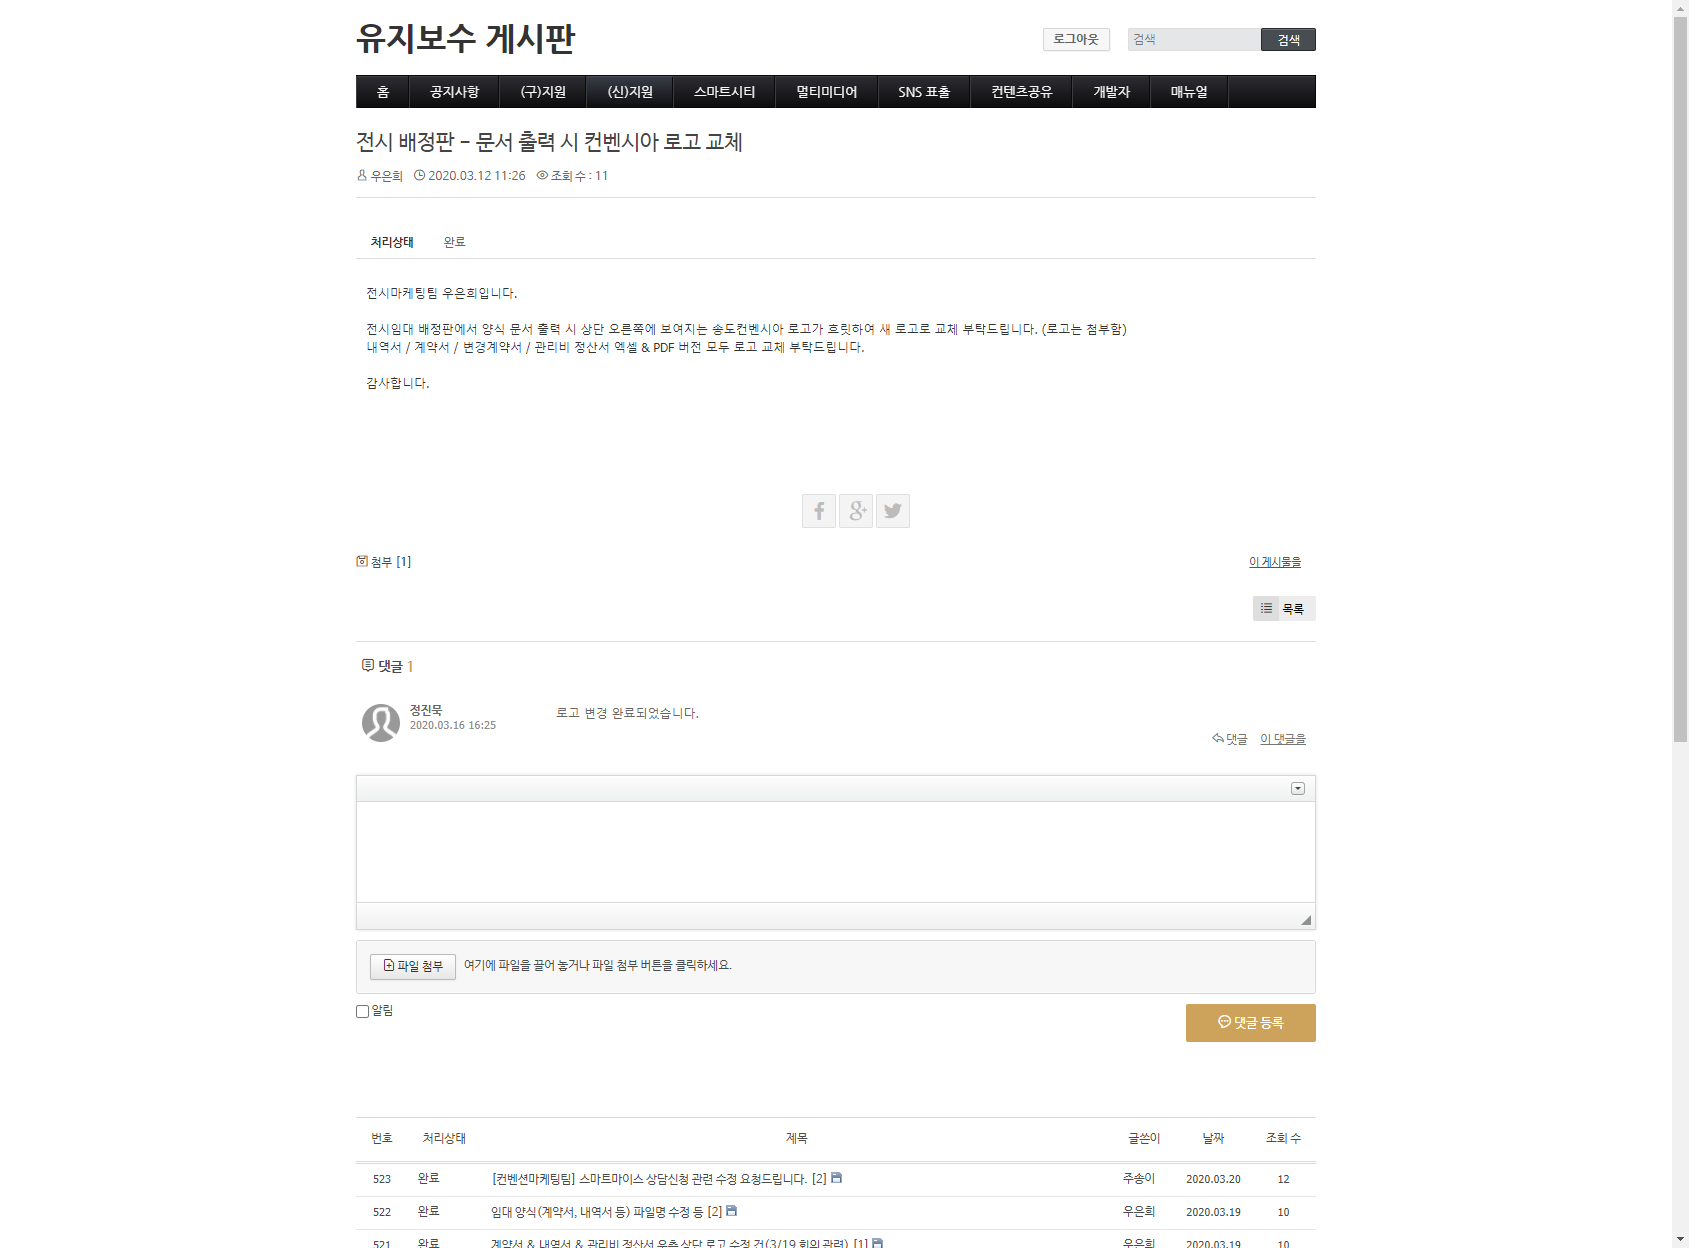 유지보수 게시판
로그아웃
검색
검색
홈 공지사항 (구)지원 (신)지원 스마트시티 멀티미디어 SNS 표출 컨텐츠공유 개발자 매뉴얼
전시 배정판 - 문서 출력 시 컨벤시아 로고 교체
우은희 2020.03.12 11:26 조회 수 : 11
처리상태 완료
전시마케팅팀 우은희입니다.
전시임대 배정판에서 양식 문서 출력 시 상단 오른쪽에 보여지는 송도컨벤시아 로고가 흐릿하여 새 로고로 교체 부탁드립니다. (로고는 첨부함)
내역서 / 계약서 / 변경계약서 / 관리비 정산서 엑셀 & PDF 버전 모두 로고 교체 부탁드립니다.
감사합니다.
첨부 [1]
이 게시물을
목록
댓글 1
정진묵
2020.03.16 16:25
로고 변경 완료되었습니다.
댓글 이 댓글을
파일 첨부 여기에 파일을 끌어 놓거나 파일 첨부 버튼을 클릭하세요.
알림
댓글 등록
번호 처리상태 제목 글쓴이 날짜 조회 수
523 완료 [컨벤션마케팅팀] 스마트마이스 상담신청 관련 수정 요청드립니다. [2] 주송이 2020.03.20 12
522 완료 임대 양식(계약서, 내역서 등) 파일명 수정 등 [2] 우은희 2020.03.19 10
521 완료 계약서 & 내역서 & 관리비 정산서 우측 상단 로고 수정 건(3/19 회의 관련) [1] 우은희 2020.03.19 10